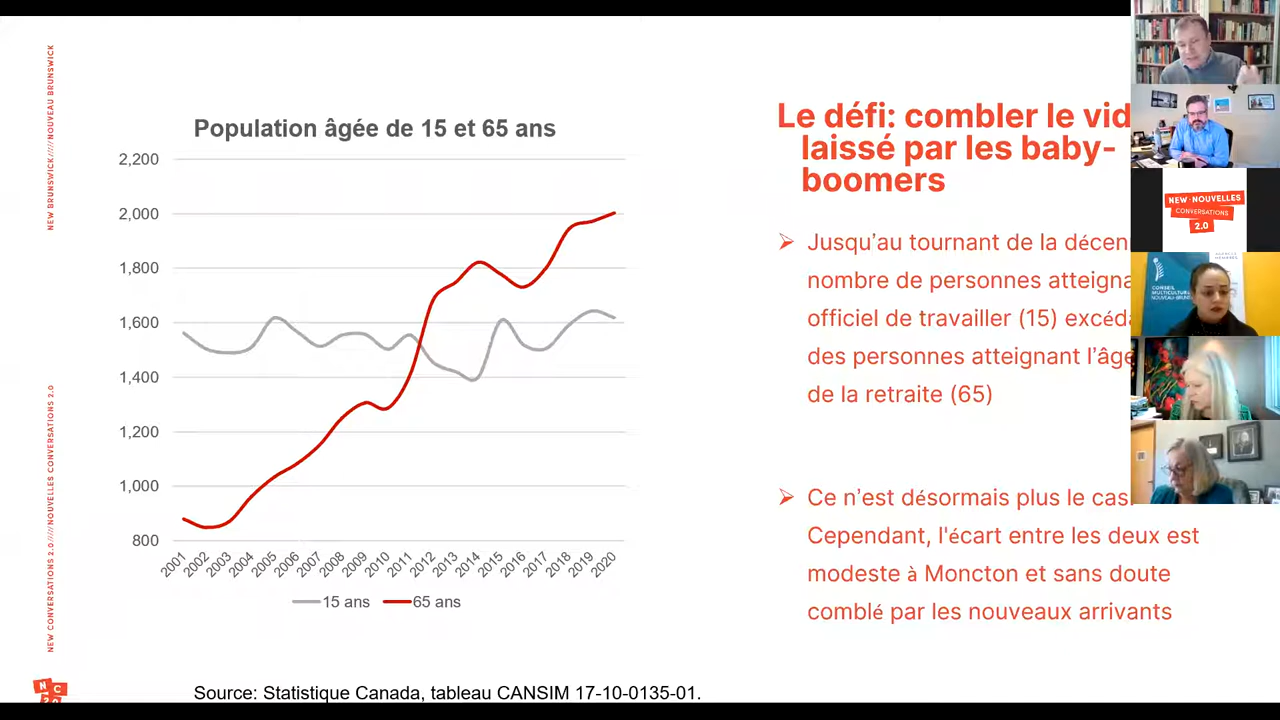 NEW BRUNSWICK////NOUVEAU BRUNSWICK
NEW CONVERSATIONS 2.0////NOUVELLES CONVERSATIONS 2.0
Population âgée de 15 et 65 ans
2,200
2,000
1,800
1,600
1,400
1,200
1,000
800
2001
2002
2003
2004
2005
2006
2007
2008
2009
2010
2011
2012
2013
2014
2015
2016
2017
2018
2019
2020
15 ans
65 ans
Source: Statistique Canada, tableau CANSIM 17-10-0135-01.
NC
2.0
Le défi: combler le vid
laissé par les baby-
boomers
Jusqu’au tournant de la décen
nombre de personnes atteigna
officiel de travailler (15) excéda
des personnes atteignant l’âge
de la retraite (65)
Ce n’est désormais plus le cas.
Cependant, l'écart entre les deux est
modeste à Moncton et sans doute
comblé par les nouveaux arrivants
NEW·NOUVELLES
CONVERSATIONS
2.0
CONSEIL
MULTICULTUREL